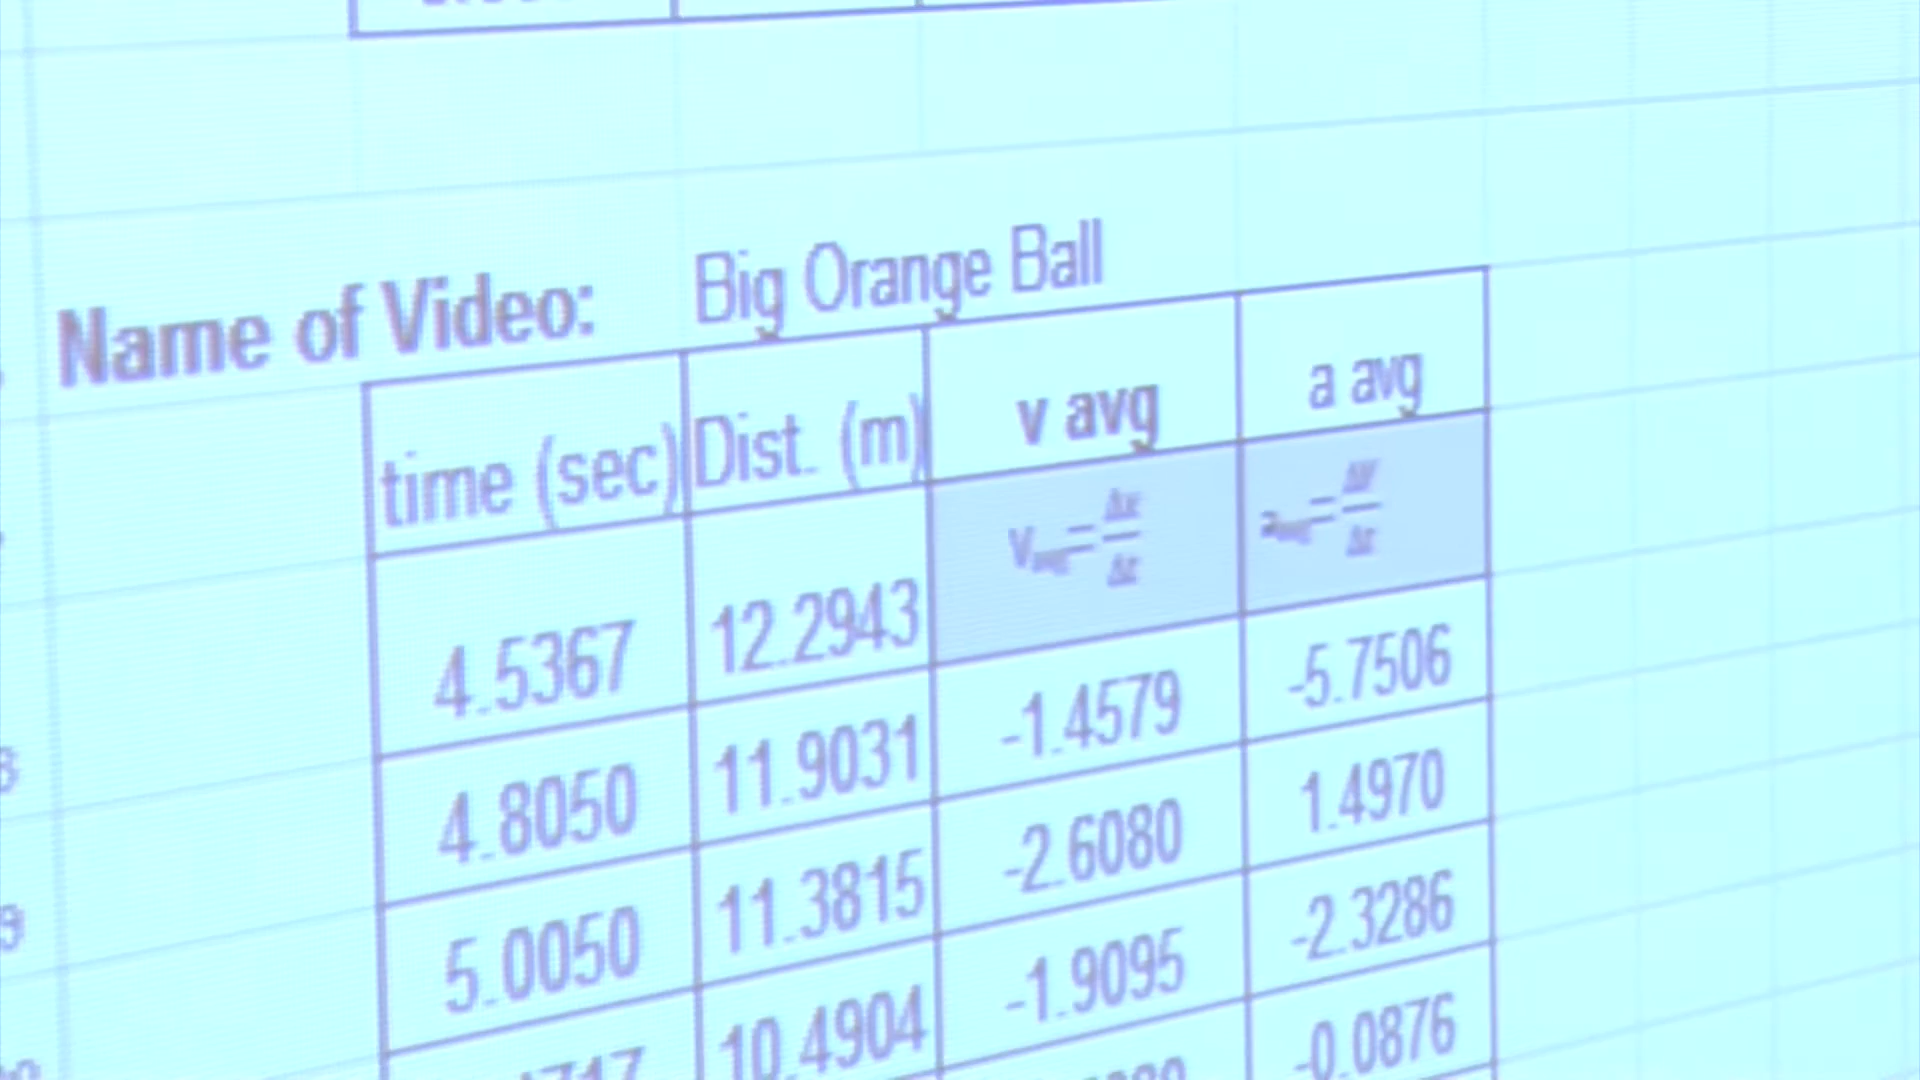 Name of Video: Big Orange Ball
time (sec) Dist. (m) v avg a avg
4.5367 12.2943
4.8050 11.9031 -1.4579 -5.7506
5.0050 11.3815 -2.6080 1.4970
10.4904 -1.9095 -2.3286
-0.0876